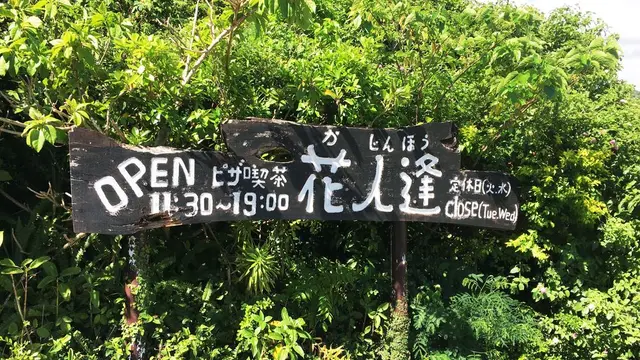 OPEN ピザ喫茶
11:30~19:00
か じんほう
花人逢
定休日(火.水)
close(Tue.Wed)